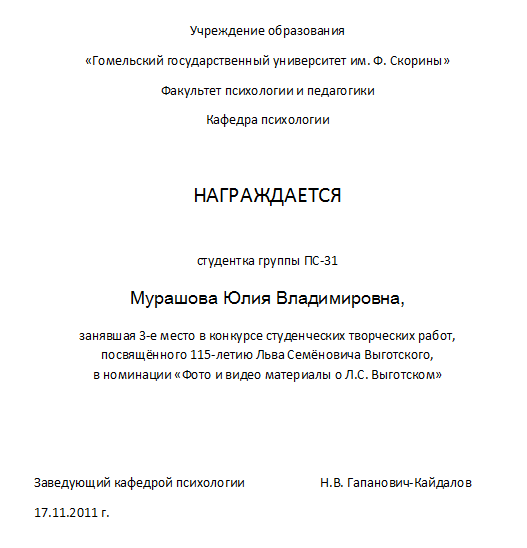 Учреждение образования
«Гомельский государственный университет им. Ф. Скорины»
Факультет психологии и педагогики
Кафедра психологии
НАГРАЖДАЕТСЯ
студентка группы ПС-31
Мурашова Юлия Владимировна,
занявшая 3-е место в конкурсе студенческих творческих работ,
посвящённого 115-летию Льва Семёновича Выготского,
в номинации «Фото и видео материалы о Л.С. Выготском»
Заведующий кафедрой психологии Н.В. Гапанович-Кайдалов
17.11.2011 г.